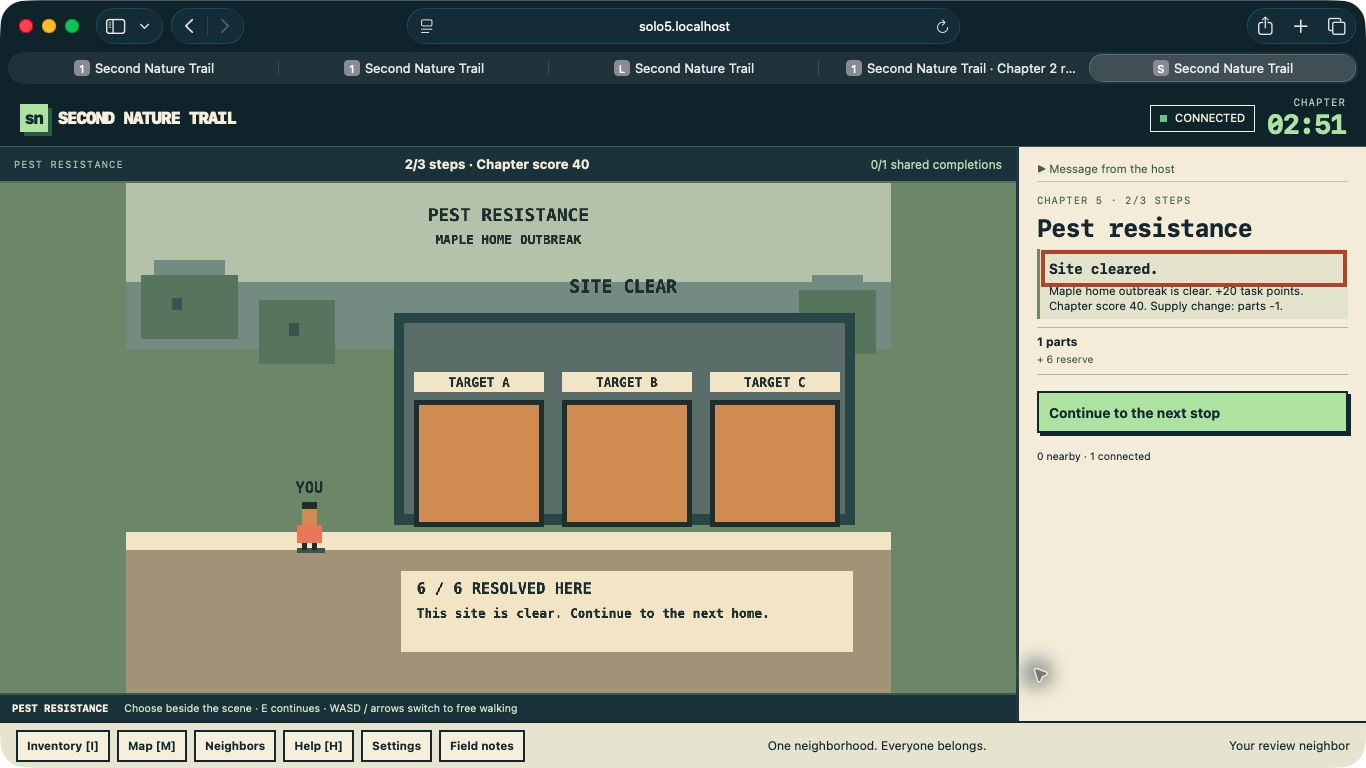 solo5.localhost
1 Second Nature Trail
1 Second Nature Trail
L Second Nature Trail
1 Second Nature Trail · Chapter 2 r...
S Second Nature Trail
sn SECOND NATURE TRAIL
CONNECTED
CHAPTER
02:51
PEST RESISTANCE
2/3 steps · Chapter score 40
0/1 shared completions
PEST RESISTANCE
MAPLE HOME OUTBREAK
SITE CLEAR
TARGET A
TARGET B
TARGET C
YOU
6 / 6 RESOLVED HERE
This site is clear. Continue to the next home.
PEST RESISTANCE Choose beside the scene · E continues · WASD / arrows switch to free walking
Message from the host
CHAPTER 5 · 2/3 STEPS
Pest resistance
Site cleared.
Maple home outbreak is clear. +20 task points.
Chapter score 40. Supply change: parts -1.
1 parts
+ 6 reserve
Continue to the next stop
0 nearby · 1 connected
Inventory [I]
Map [M]
Neighbors
Help [H]
Settings
Field notes
One neighborhood. Everyone belongs.
Your review neighbor